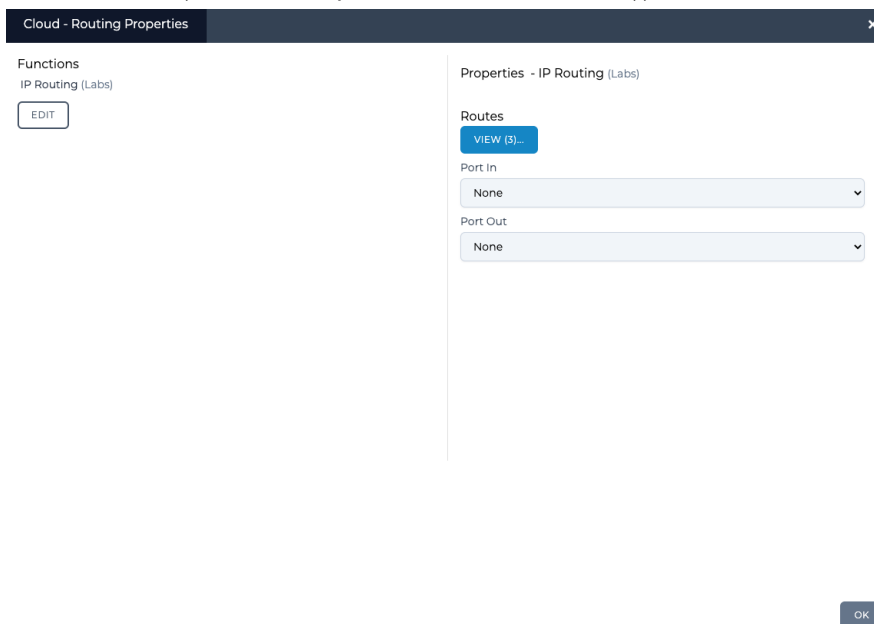 Cloud - Routing Properties
Functions
IP Routing (Labs)
EDIT
Properties - IP Routing (Labs)
Routes
VIEW (3)...
Port In
None
Port Out
None
OK